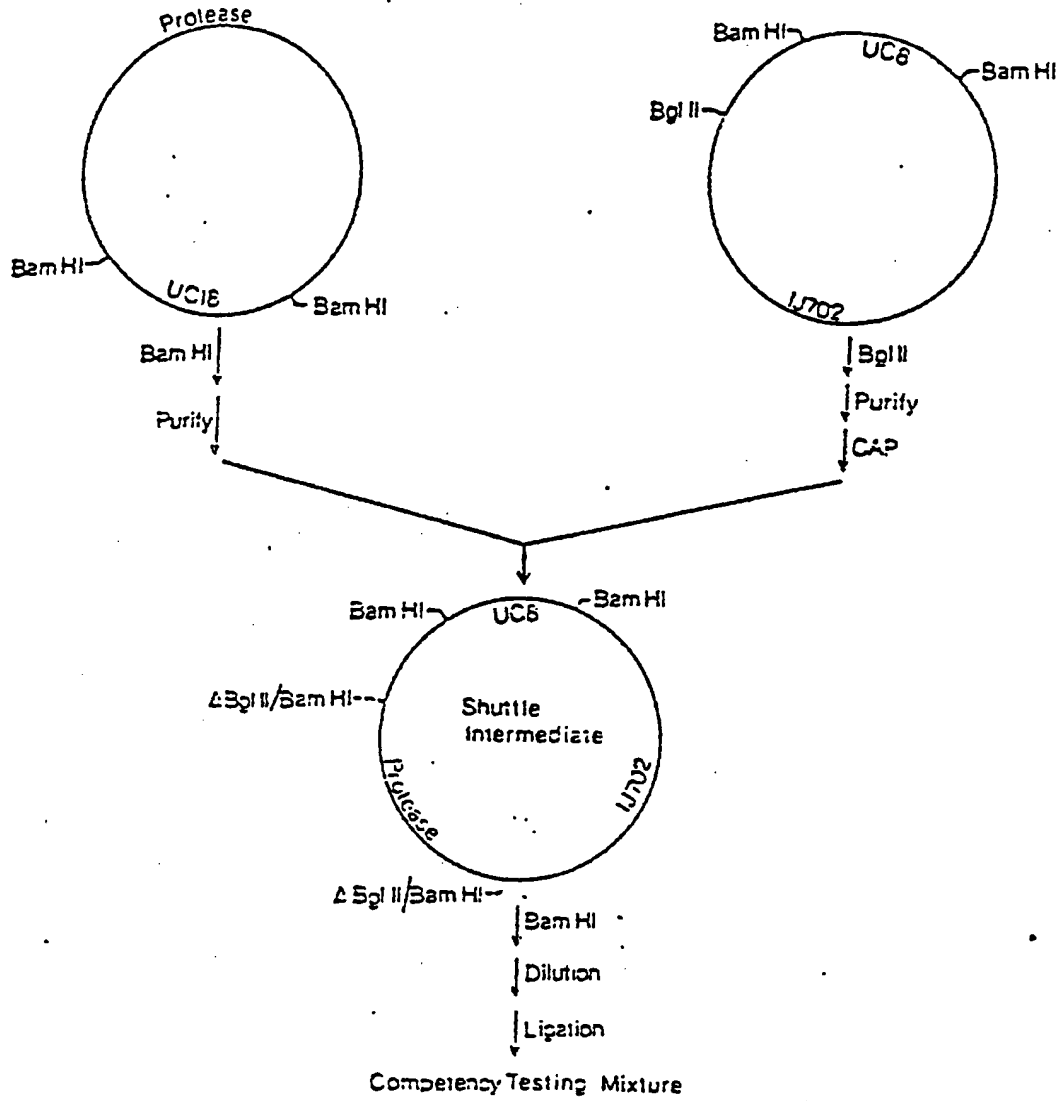 Protease
Bam HI
UC18
Bam HI
Bam HI
Purify
Bam HI
UC8
Bam HI
Bgl II
IJ702
Bgl II
Purify
CAP
Bam HI
UC8
Bam HI
ΔBgl II/Bam HI
Shuttle
Intermediate
Protease
IJ702
Δ Bgl II/Bam HI
Bam HI
Dilution
Ligation
Competency Testing Mixture